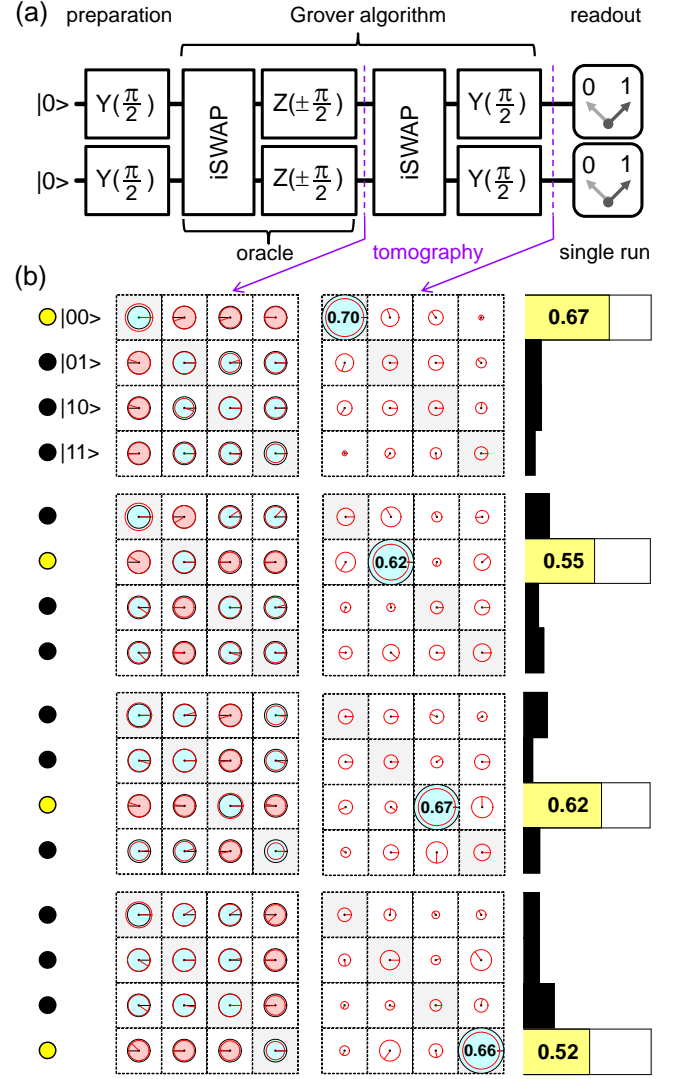 (a) preparation Grover algorithm readout
|0> Y(π/2) iSWAP Z(±π/2) iSWAP Y(π/2) 0 1
|0> Y(π/2) Z(±π/2) Y(π/2) 0 1
oracle tomography single run
(b)
|00> 0.70 0.67
|01>
|10>
|11>
0.62 0.55
0.67 0.62
0.66 0.52